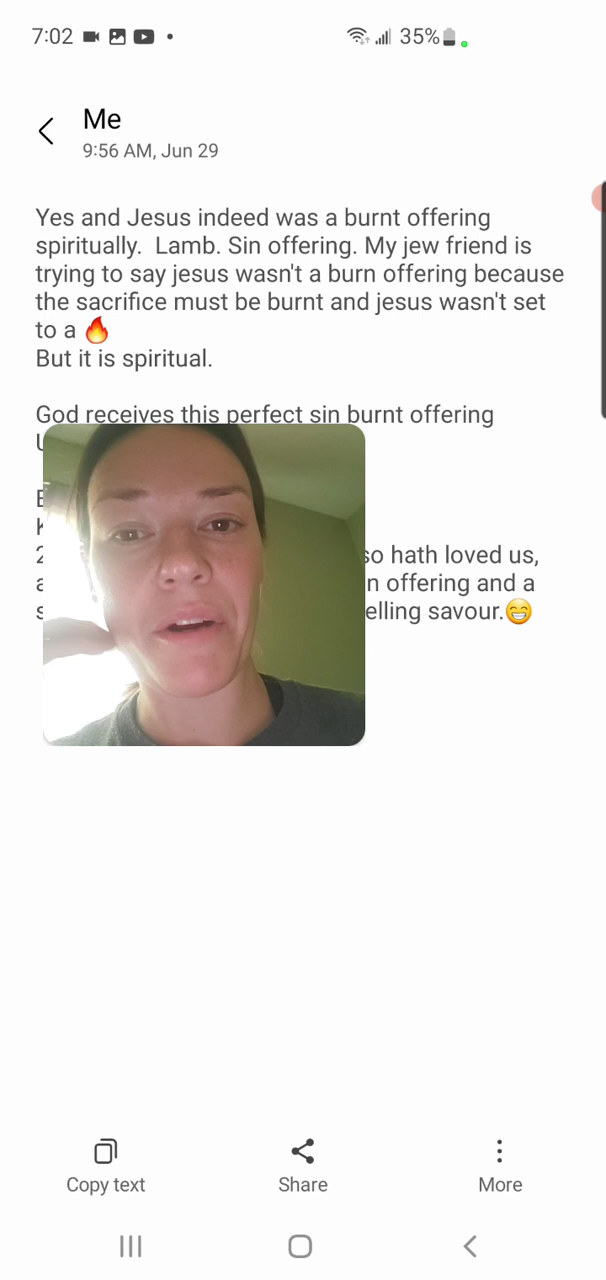 7:02 35%
Me
9:56 AM, Jun 29
Yes and Jesus indeed was a burnt offering
spiritually.  Lamb. Sin offering. My jew friend is
trying to say jesus wasn't a burn offering because
the sacrifice must be burnt and jesus wasn't set
to a 🔥
But it is spiritual.
God receives this perfect sin burnt offering
so hath loved us,
n offering and a
elling savour.😁
Copy text Share More